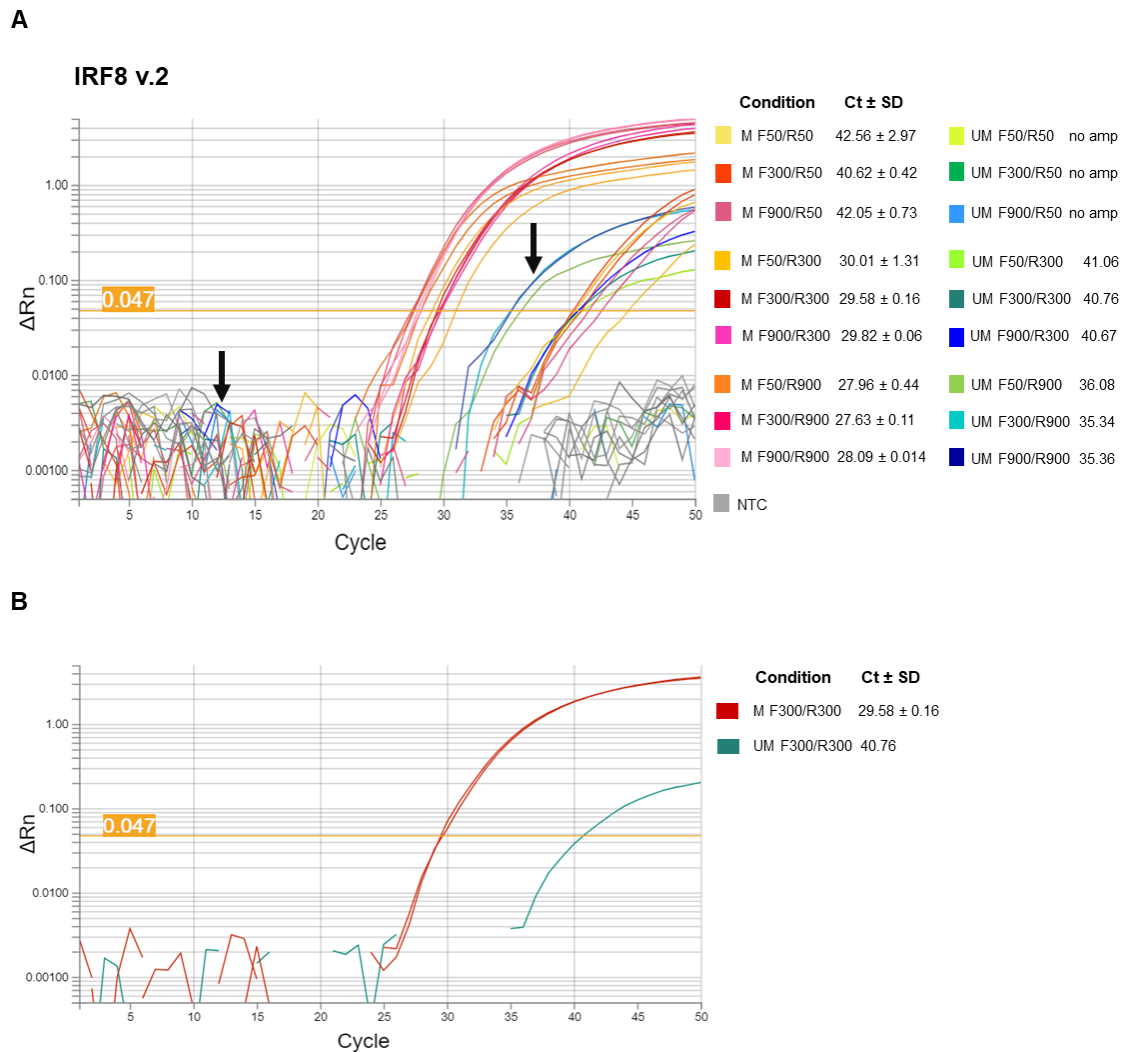 A
IRF8 v.2
Condition Ct ± SD
M F50/R50 42.56 ± 2.97 UM F50/R50 no amp
M F300/R50 40.62 ± 0.42 UM F300/R50 no amp
M F900/R50 42.05 ± 0.73 UM F900/R50 no amp
M F50/R300 30.01 ± 1.31 UM F50/R300 41.06
M F300/R300 29.58 ± 0.16 UM F300/R300 40.76
M F900/R300 29.82 ± 0.06 UM F900/R300 40.67
M F50/R900 27.96 ± 0.44 UM F50/R900 36.08
M F300/R900 27.63 ± 0.11 UM F300/R900 35.34
M F900/R900 28.09 ± 0.014 UM F900/R900 35.36
NTC
1.00
0.100
0.047
0.0100
0.00100
ΔRn
5 10 15 20 25 30 35 40 45 50
Cycle
B
Condition Ct ± SD
M F300/R300 29.58 ± 0.16
UM F300/R300 40.76
1.00
0.100
0.047
0.0100
0.00100
ΔRn
5 10 15 20 25 30 35 40 45 50
Cycle